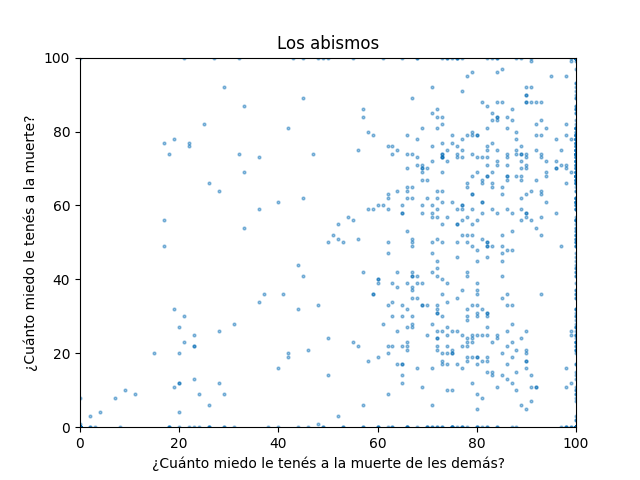 Los abismos
¿Cuánto miedo le tenés a la muerte?
100
80
60
40
20
0
0 20 40 60 80 100
¿Cuánto miedo le tenés a la muerte de les demás?